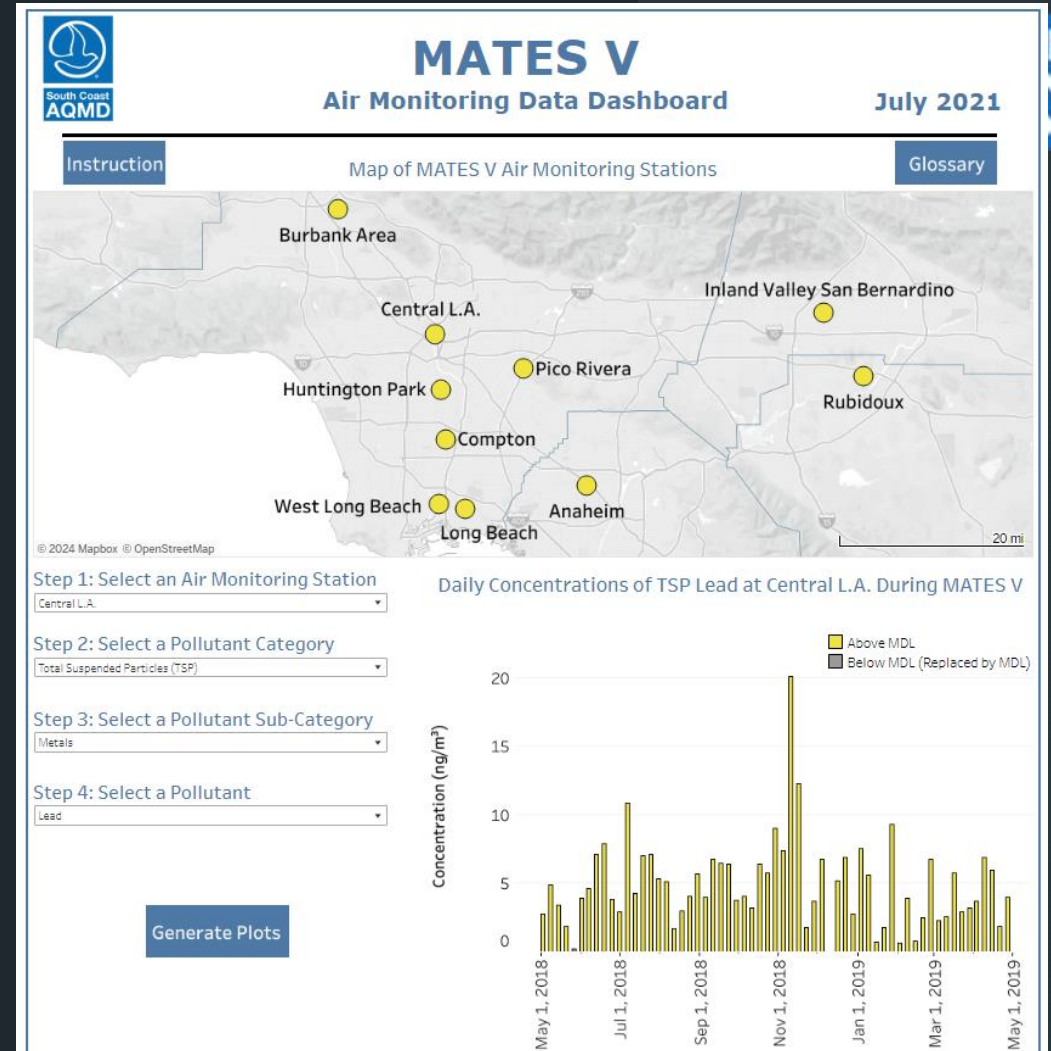 South Coast
AQMD
MATES V
Air Monitoring Data Dashboard
July 2021
Instruction
Map of MATES V Air Monitoring Stations
Glossary
Burbank Area
Central L.A.
Inland Valley San Bernardino
Pico Rivera
Huntington Park
Rubidoux
Compton
West Long Beach
Anaheim
Long Beach
© 2024 Mapbox © OpenStreetMap
20 mi
Step 1: Select an Air Monitoring Station
Central L.A.
Step 2: Select a Pollutant Category
Total Suspended Particles (TSP)
Step 3: Select a Pollutant Sub-Category
Metals
Step 4: Select a Pollutant
Lead
Generate Plots
Daily Concentrations of TSP Lead at Central L.A. During MATES V
Above MDL
Below MDL (Replaced by MDL)
Concentration (ng/m³)
20
15
10
5
0
May 1, 2018
Jul 1, 2018
Sep 1, 2018
Nov 1, 2018
Jan 1, 2019
Mar 1, 2019
May 1, 2019